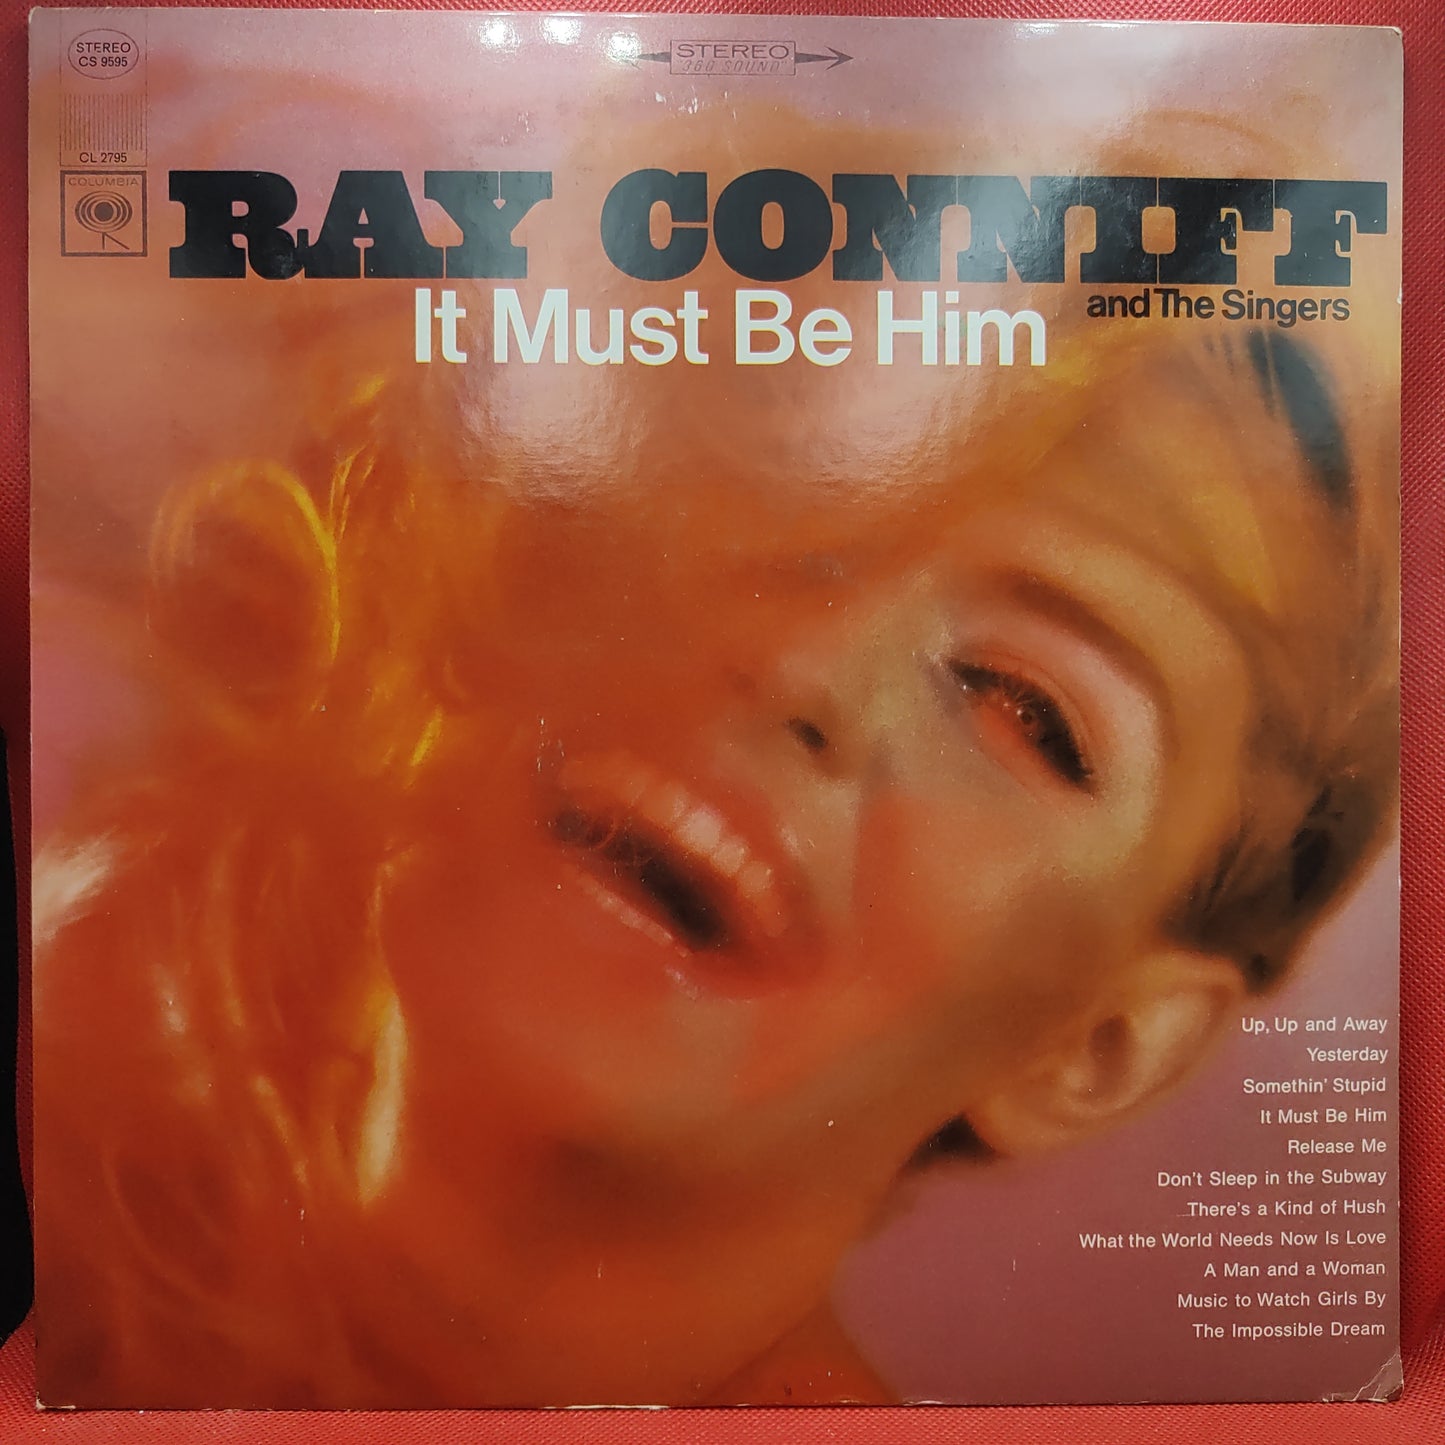 STEREO
CS 9595
STEREO
"360 SOUND"
CL 2795
COLUMBIA
RAY CONNIFF
and The Singers
It Must Be Him
Up, Up and Away
Yesterday
Somethin' Stupid
It Must Be Him
Release Me
Don't Sleep in the Subway
There's a Kind of Hush
What the World Needs Now Is Love
A Man and a Woman
Music to Watch Girls By
The Impossible Dream